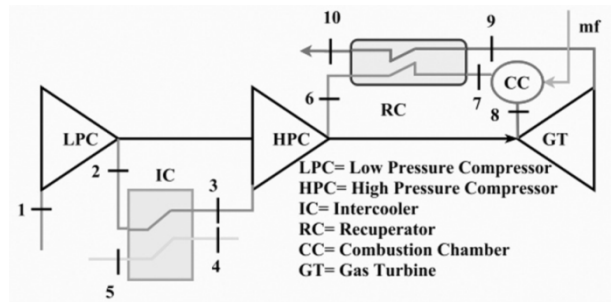 10
9
mf
CC
6
RC
7
8
LPC
HPC
GT
2
IC
3
1
4
5
LPC= Low Pressure Compressor
HPC= High Pressure Compressor
IC= Intercooler
RC= Recuperator
CC= Combustion Chamber
GT= Gas Turbine